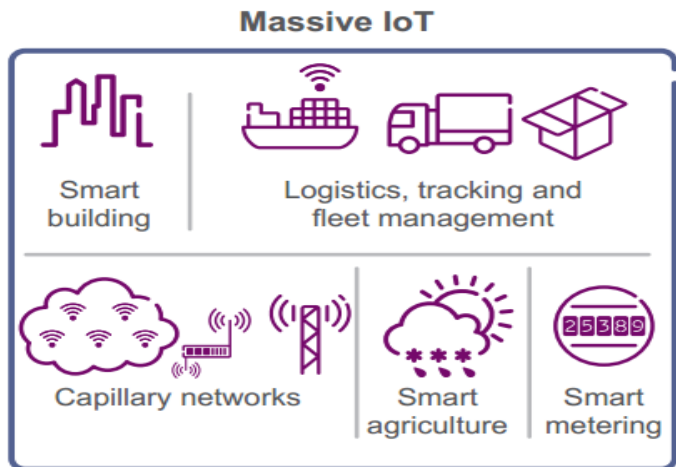 Massive IoT
Smart
building
Logistics, tracking and
fleet management
Capillary networks
Smart
agriculture
25389
Smart
metering